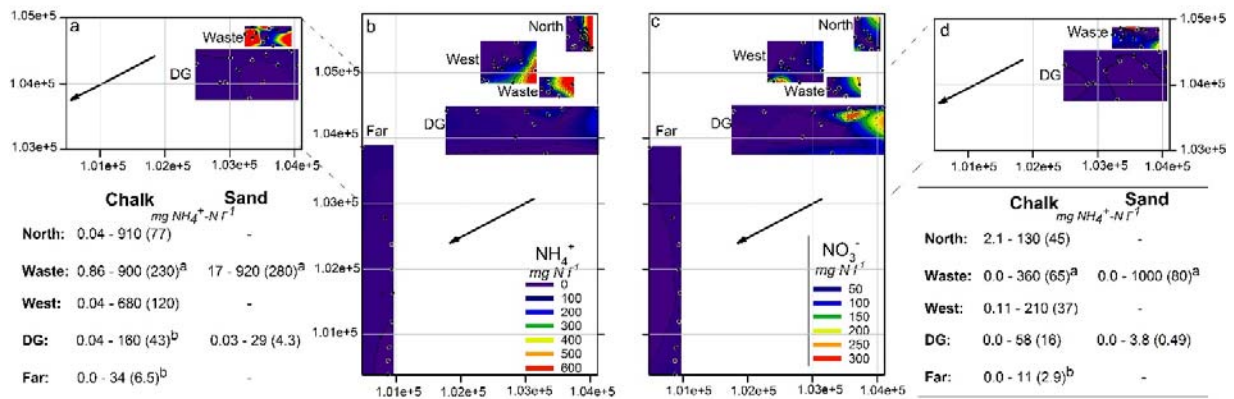 1.05e+5
a
Waste
1.04e+5
DG
1.03e+5
1.01e+5 1.02e+5 1.03e+5 1.04e+5
Chalk Sand
mg NH4+-N l-1
North: 0.04 - 910 (77) -
Waste: 0.86 - 900 (230)a 17 - 920 (280)a
West: 0.04 - 680 (120) -
DG: 0.04 - 180 (43)b 0.03 - 29 (4.3)
Far: 0.0 - 34 (6.5)b -
b
North
1.05e+5
West
Waste
1.04e+5
DG
Far
1.03e+5
1.02e+5
NH4+
mg N l-1
0
100
200
300
400
500
600
1.01e+5
1.01e+5 1.02e+5 1.03e+5 1.04e+5
c
North
West
Waste
DG
Far
NO3-
mg N l-1
50
100
150
200
250
300
1.01e+5 1.02e+5 1.03e+5 1.04e+5
d
1.05e+5
Waste
DG
1.04e+5
1.03e+5
1.01e+5 1.02e+5 1.03e+5 1.04e+5
Chalk Sand
mg NH4+-N l-1
North: 2.1 - 130 (45) -
Waste: 0.0 - 360 (65)a 0.0 - 1000 (80)a
West: 0.11 - 210 (37) -
DG: 0.0 - 58 (16) 0.0 - 3.8 (0.49)
Far: 0.0 - 11 (2.9)b -